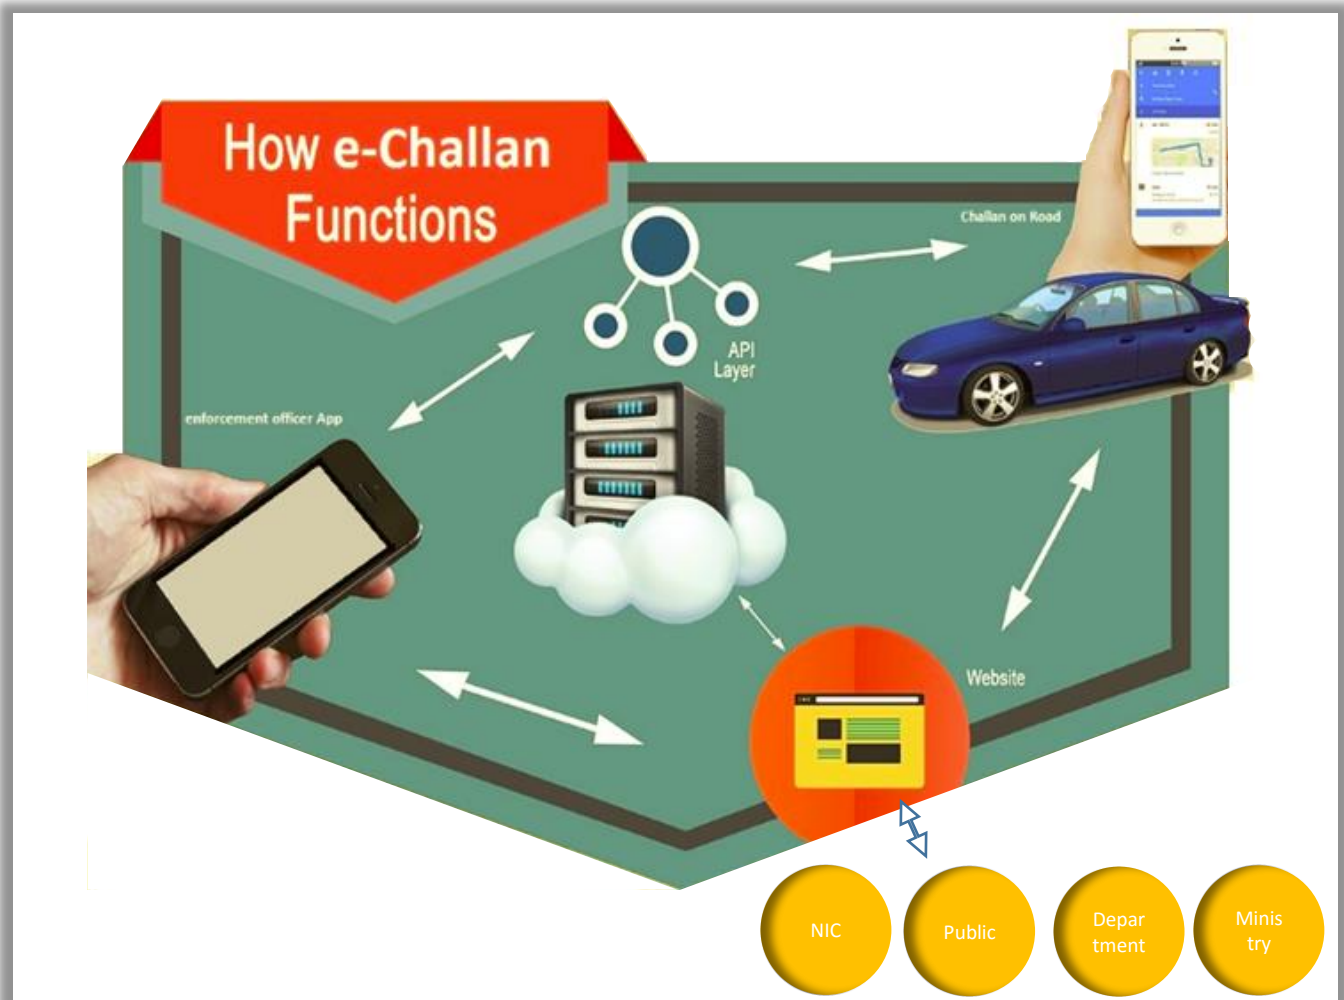 How e-Challan
Functions
Challan on Road
API
Layer
enforcement officer App
Website
NIC
Public
Depar
tment
Minis
try